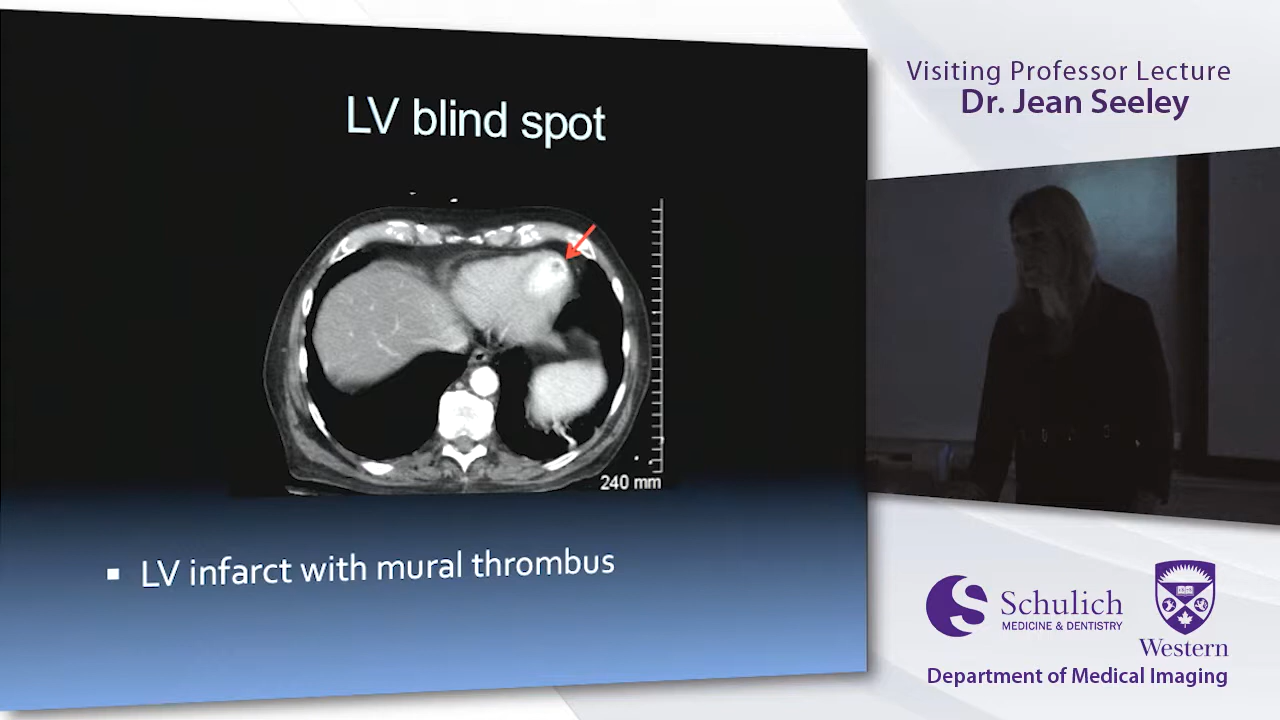 LV blind spot
240 mm
▪ LV infarct with mural thrombus
Visiting Professor Lecture
Dr. Jean Seeley
Schulich
MEDICINE & DENTISTRY
Western
Department of Medical Imaging